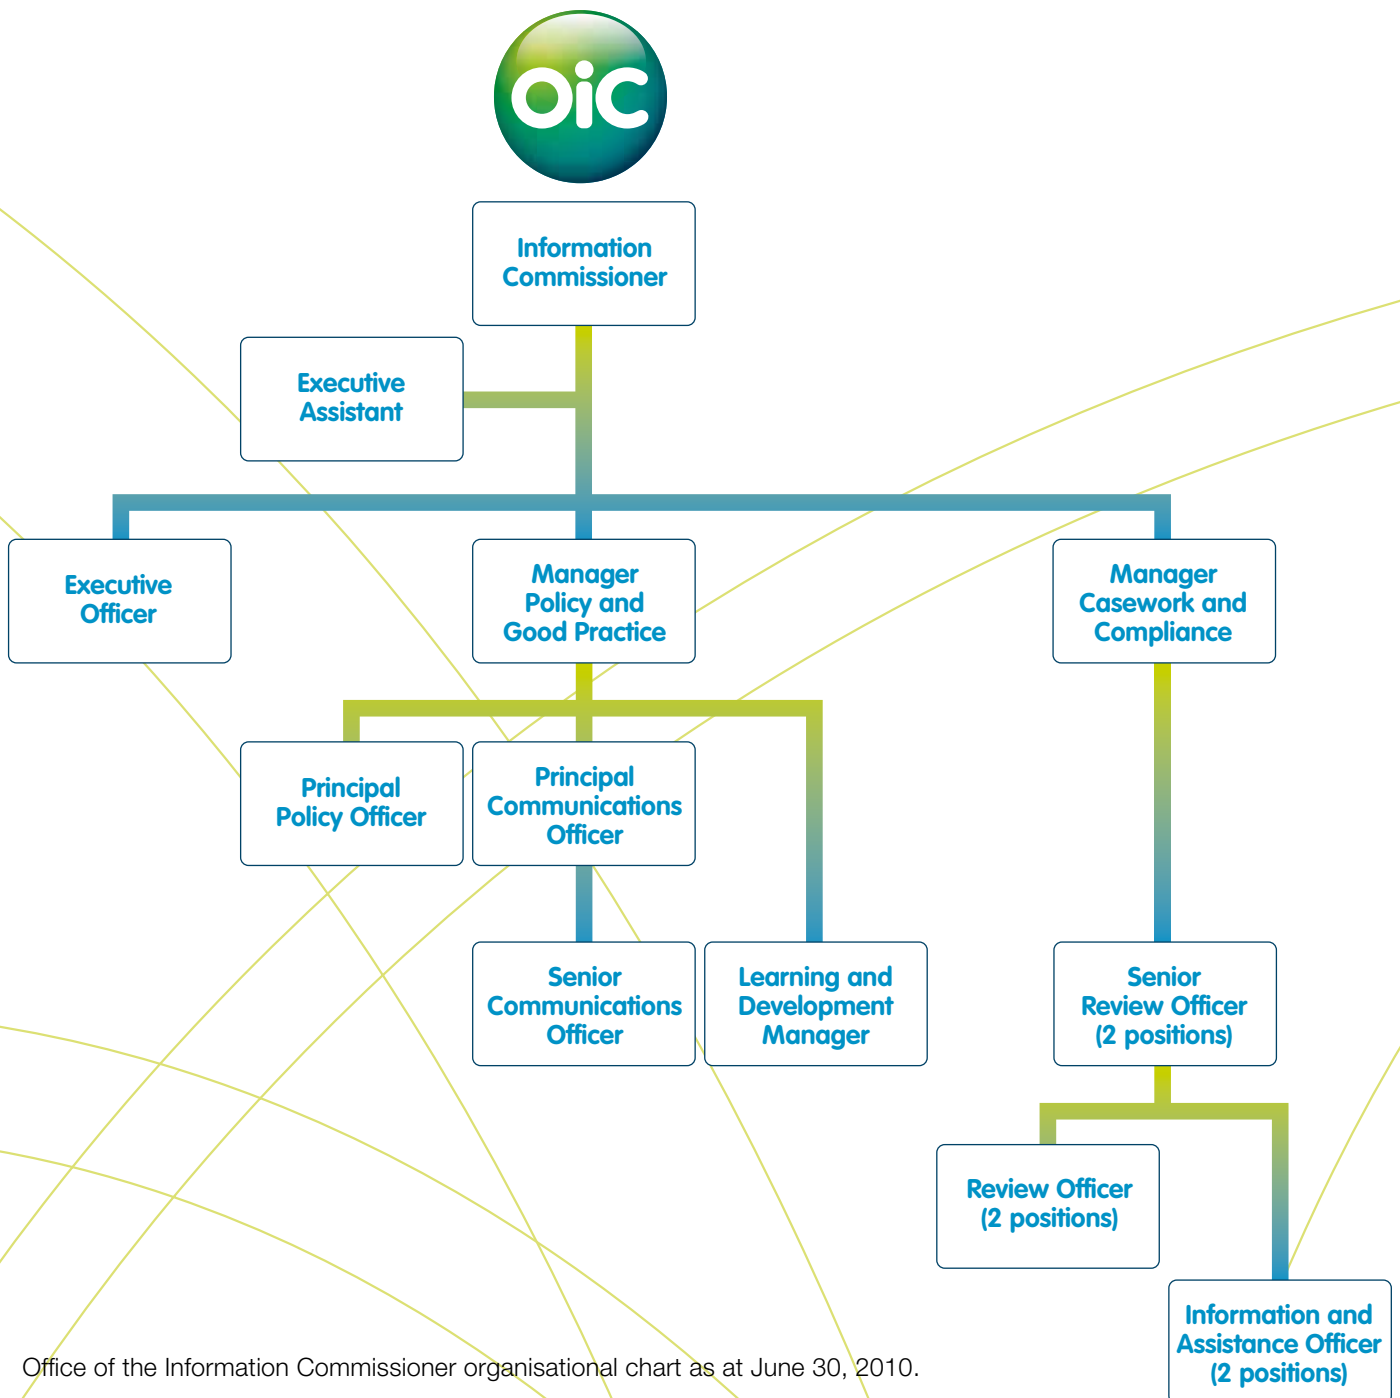 OiC
Information
Commissioner
Executive
Assistant
Executive
Officer
Manager
Policy and
Good Practice
Manager
Casework and
Compliance
Principal
Policy Officer
Principal
Communications
Officer
Senior
Communications
Officer
Learning and
Development
Manager
Senior
Review Officer
(2 positions)
Review Officer
(2 positions)
Information and
Assistance Officer
(2 positions)
Office of the Information Commissioner organisational chart as at June 30, 2010.